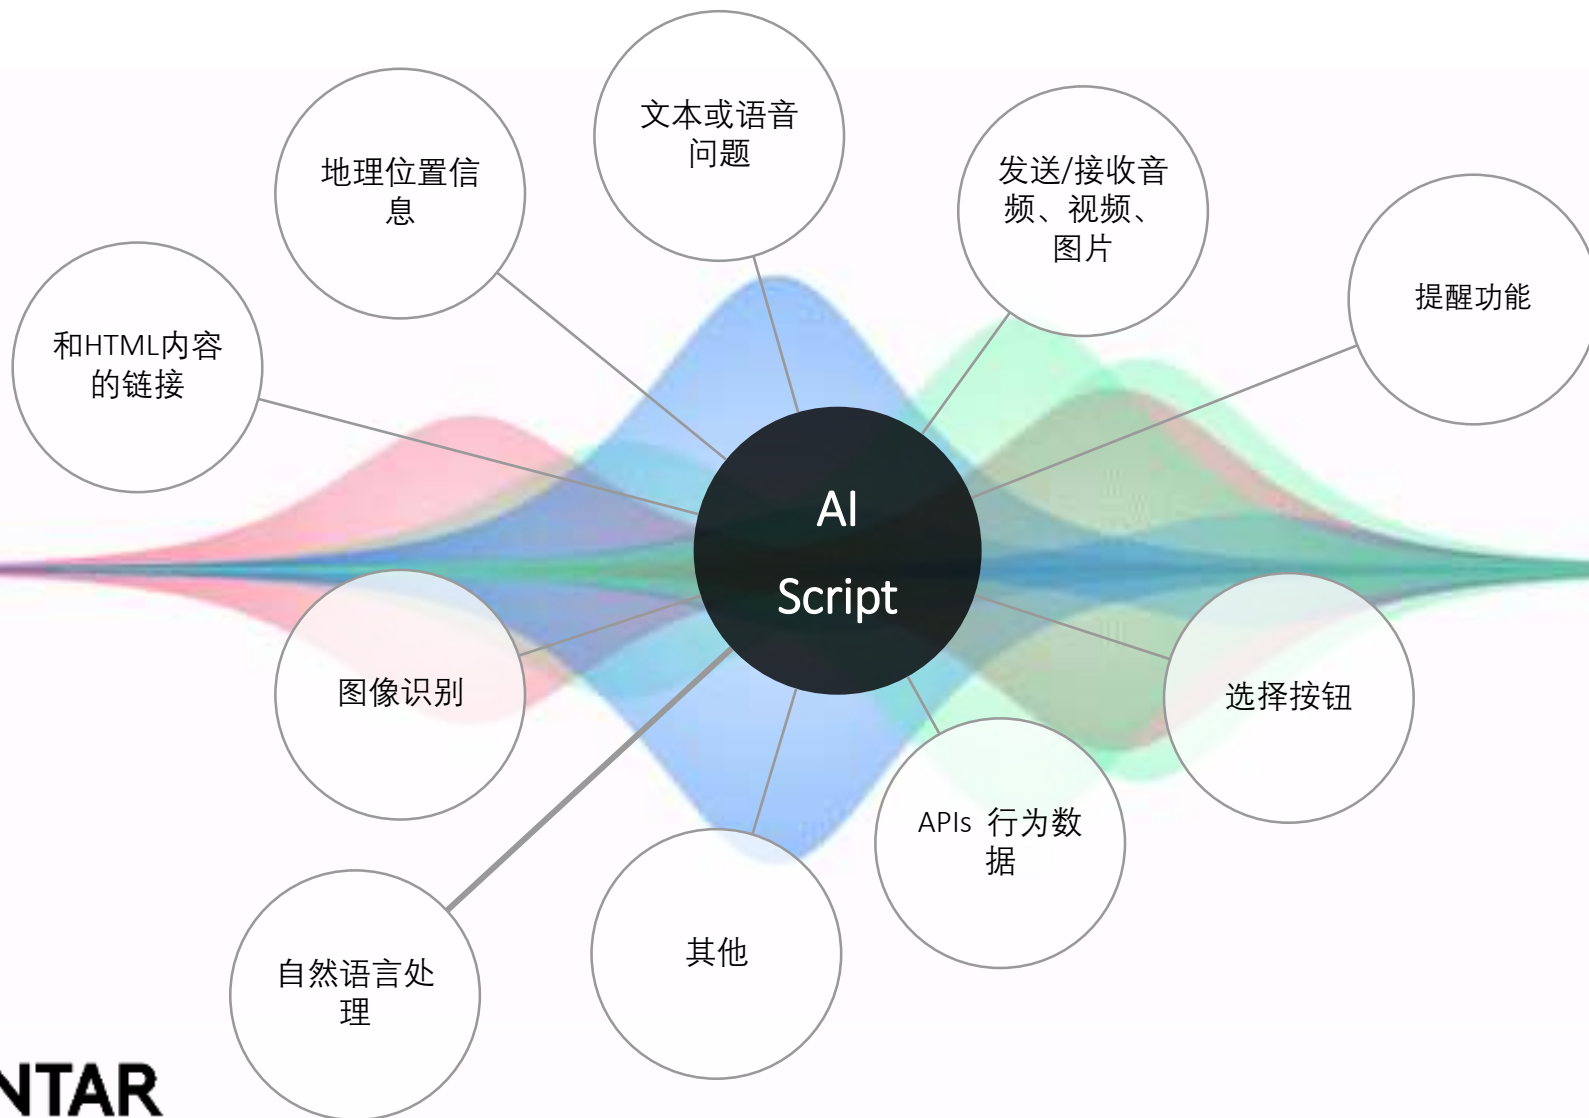 文本或语音
问题
地理位置信
息
发送/接收音
频、视频、
图片
提醒功能
和HTML内容
的链接
AI
Script
图像识别
选择按钮
APIs 行为数
据
其他
自然语言处
理
NTAR